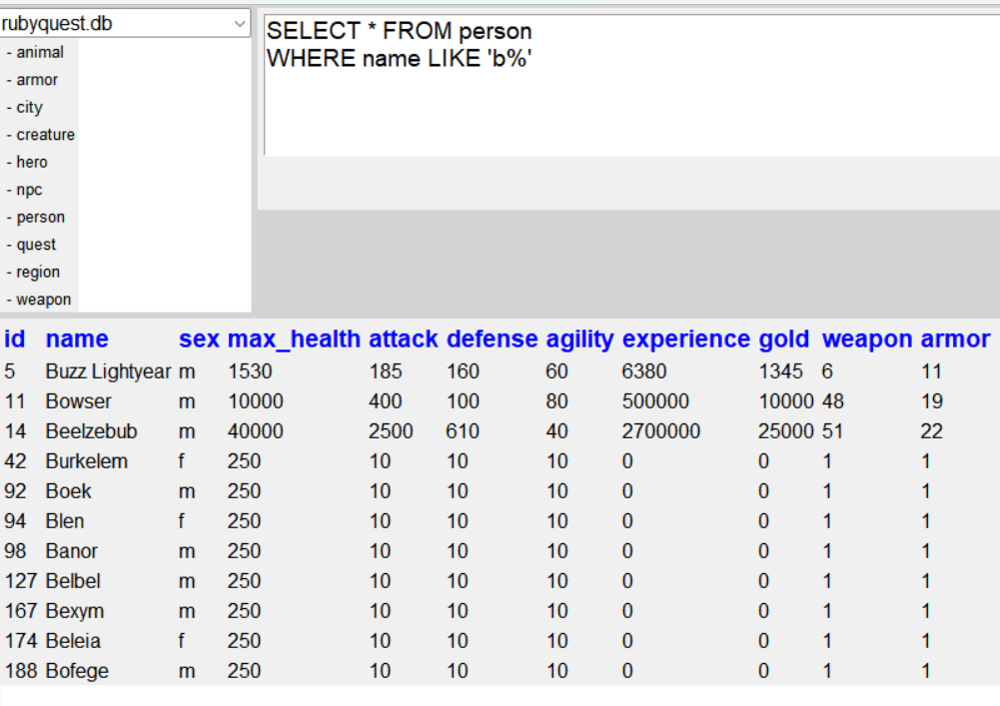 rubyquest.db
- animal
- armor
- city
- creature
- hero
- npc
- person
- quest
- region
- weapon
SELECT * FROM person
WHERE name LIKE 'b%'
id name sex max_health attack defense agility experience gold weapon armor
5 Buzz Lightyear m 1530 185 160 60 6380 1345 6 11
11 Bowser m 10000 400 100 80 500000 10000 48 19
14 Beelzebub m 40000 2500 610 40 2700000 25000 51 22
42 Burkelem f 250 10 10 10 0 0 1 1
92 Boek m 250 10 10 10 0 0 1 1
94 Blen f 250 10 10 10 0 0 1 1
98 Banor m 250 10 10 10 0 0 1 1
127 Belbel m 250 10 10 10 0 0 1 1
167 Bexym m 250 10 10 10 0 0 1 1
174 Beleia f 250 10 10 10 0 0 1 1
188 Bofege m 250 10 10 10 0 0 1 1